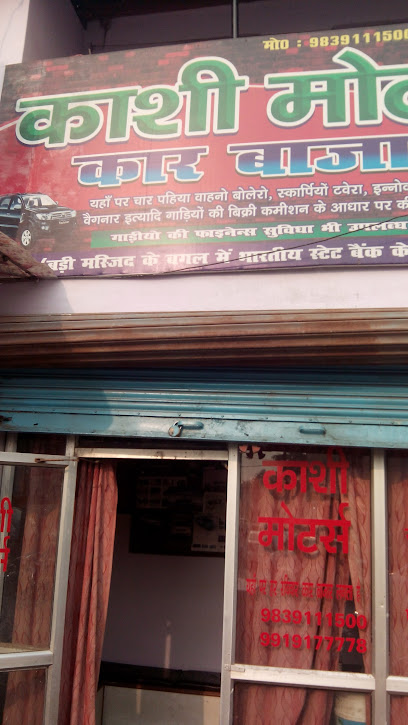 मो० : 9839111500
काशी मोट
कार बाजा
यहाँ पर चार पहिया वाहनो बोलेरो, स्कार्पियों टवेरा, इन्नोव
वैगनार इत्यादि गाड़ियों की बिक्री कमीशन के आधार पर की
गाड़ीयो की फाइनेन्स सुविधा भी उपलब्ध
बड़ी मस्जिद के बगल में भारतीय स्टेट बैंक के
काशी
मोटर्स
9839111500
9919177778